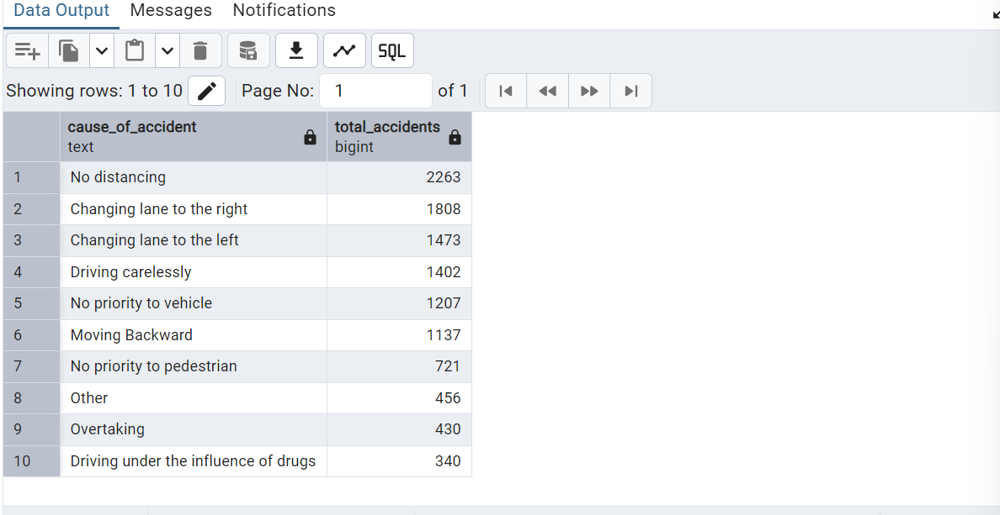 Data Output Messages Notifications
SQL
Showing rows: 1 to 10 Page No: 1 of 1
cause_of_accident total_accidents
text bigint
1 No distancing 2263
2 Changing lane to the right 1808
3 Changing lane to the left 1473
4 Driving carelessly 1402
5 No priority to vehicle 1207
6 Moving Backward 1137
7 No priority to pedestrian 721
8 Other 456
9 Overtaking 430
10 Driving under the influence of drugs 340